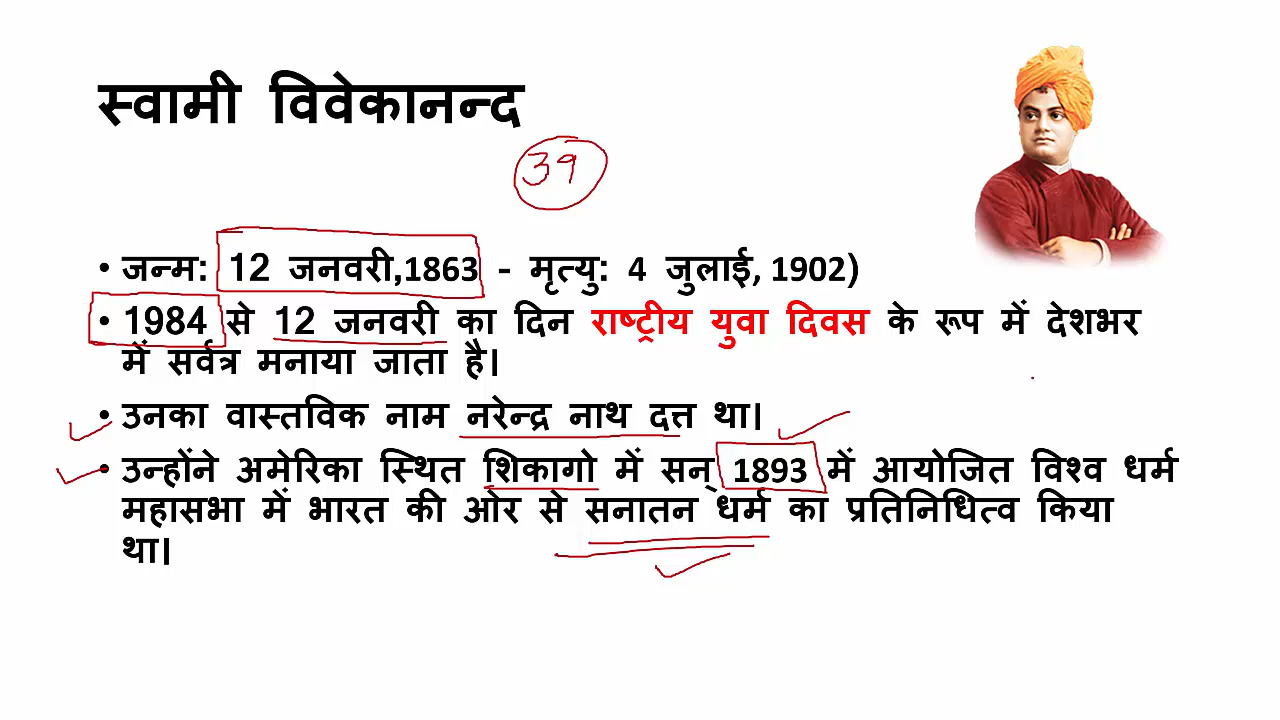 स्वामी विवेकानन्द
39
• जन्म: 12 जनवरी,1863 - मृत्यु: 4 जुलाई, 1902)
• 1984 से 12 जनवरी का दिन राष्ट्रीय युवा दिवस के रूप में देशभर
में सर्वत्र मनाया जाता है।
• उनका वास्तविक नाम नरेन्द्र नाथ दत्त था।
• उन्होंने अमेरिका स्थित शिकागो में सन् 1893 में आयोजित विश्व धर्म
महासभा में भारत की ओर से सनातन धर्म का प्रतिनिधित्व किया
था।